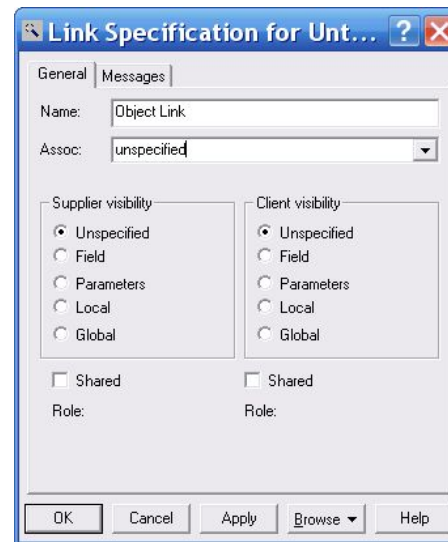 Link Specification for Unt... ?
General Messages
Name: Object Link
Assoc: unspecified
Supplier visibility Client visibility
Unspecified Unspecified
Field Field
Parameters Parameters
Local Local
Global Global
Shared Shared
Role: Role:
OK Cancel Apply Browse Help